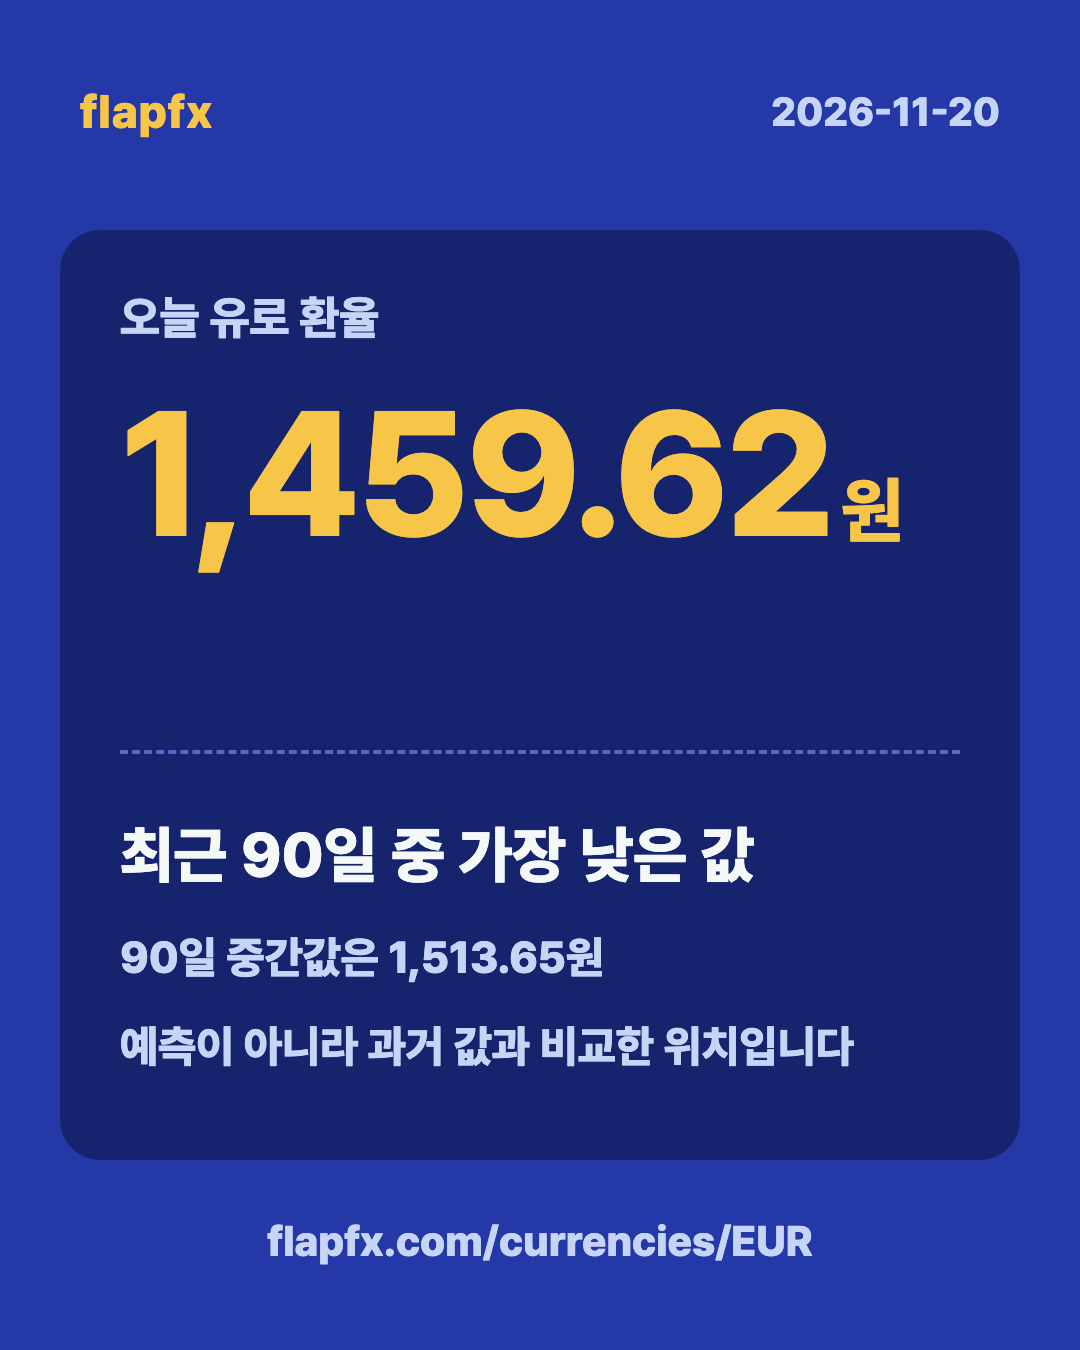 flapfx
2026-11-20
오늘 유로 환율
1,459.62원
최근 90일 중 가장 낮은 값
90일 중간값은 1,513.65원
예측이 아니라 과거 값과 비교한 위치입니다
flapfx.com/currencies/EUR